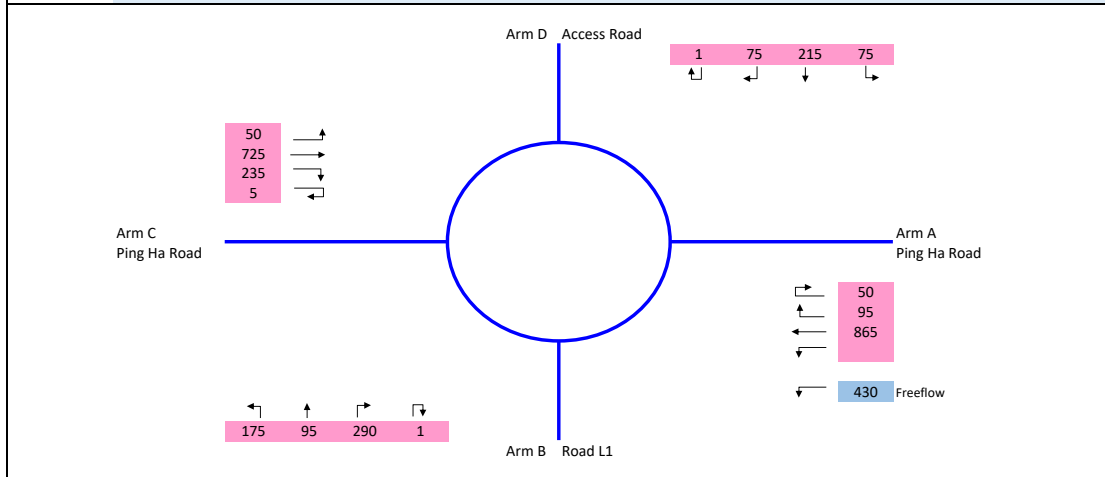 Arm D Access Road
1 75 215 75
50
725
235
5
Arm C
Ping Ha Road
Arm A
Ping Ha Road
50
95
865
430 Freeflow
175 95 290 1
Arm B Road L1